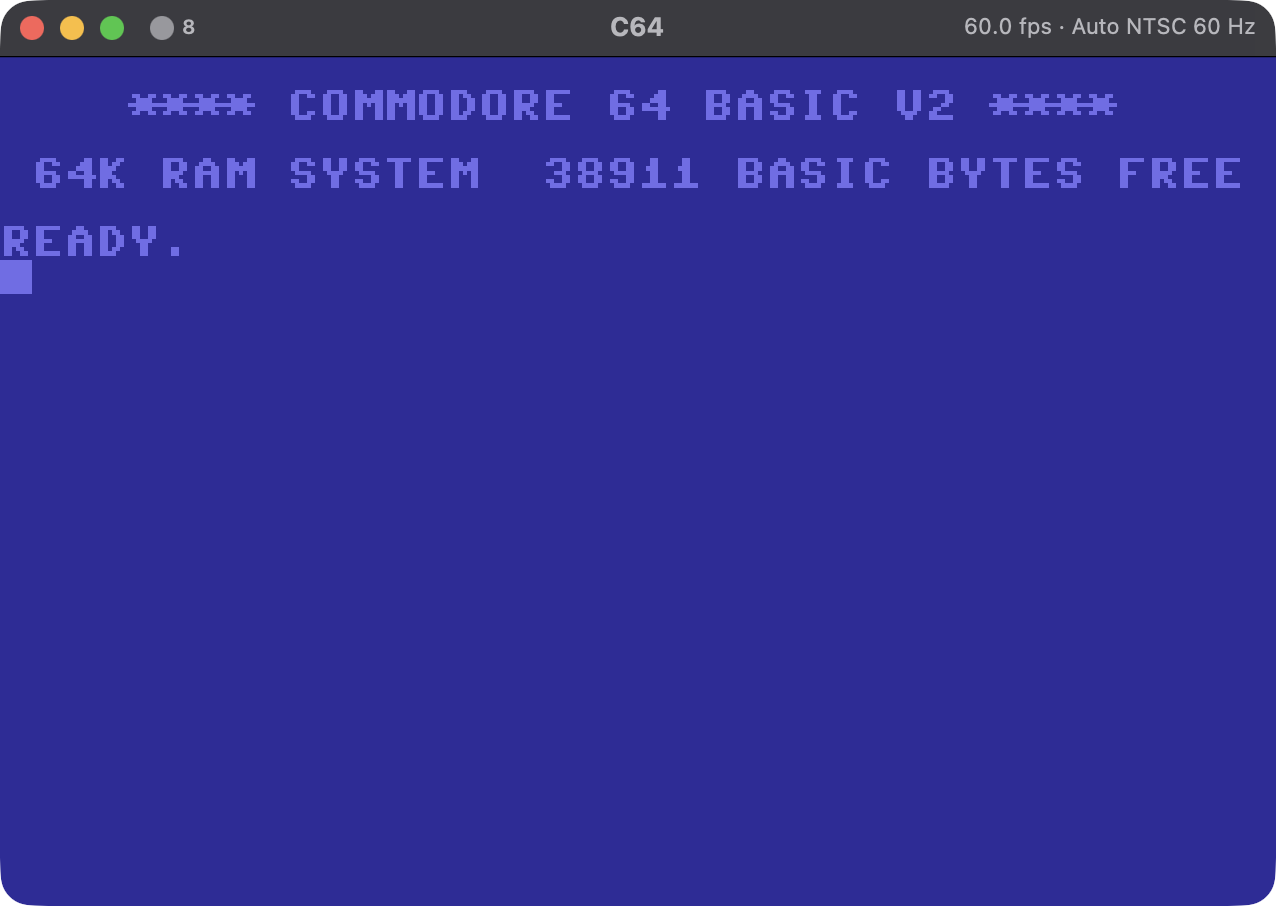 8 C64 60.0 fps · Auto NTSC 60 Hz
**** COMMODORE 64 BASIC V2 ****
64K RAM SYSTEM  38911 BASIC BYTES FREE
READY.